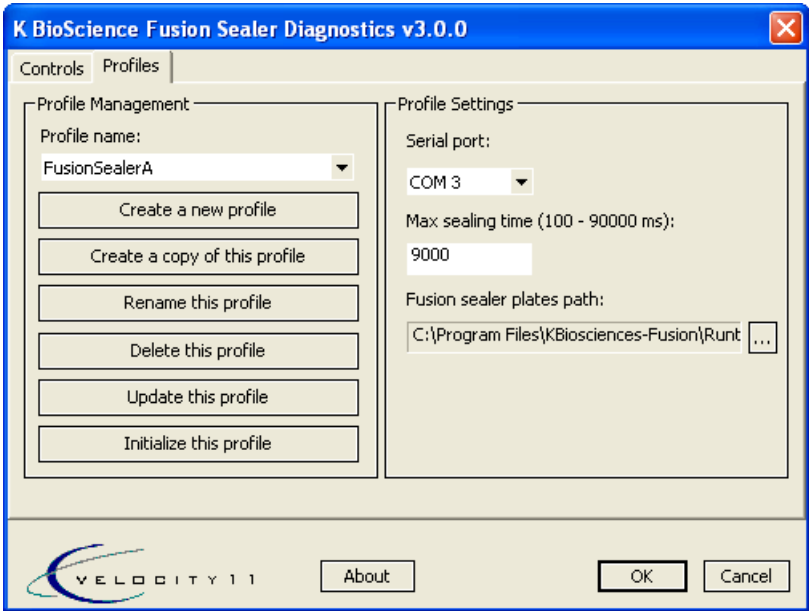 K BioScience Fusion Sealer Diagnostics v3.0.0
Controls Profiles
Profile Management
Profile name:
FusionSealerA
Create a new profile
Create a copy of this profile
Rename this profile
Delete this profile
Update this profile
Initialize this profile
Profile Settings
Serial port:
COM 3
Max sealing time (100 - 90000 ms):
9000
Fusion sealer plates path:
C:\Program Files\KBiosciences-Fusion\Runt
...
VELOCITY11
About
OK
Cancel